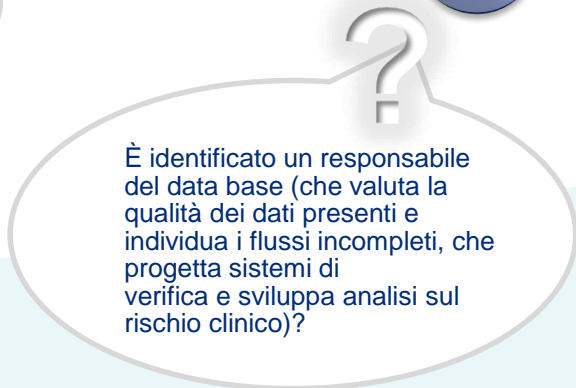 ?
È identificato un responsabile
del data base (che valuta la
qualità dei dati presenti e
individua i flussi incompleti, che
progetta sistemi di
verifica e sviluppa analisi sul
rischio clinico)?